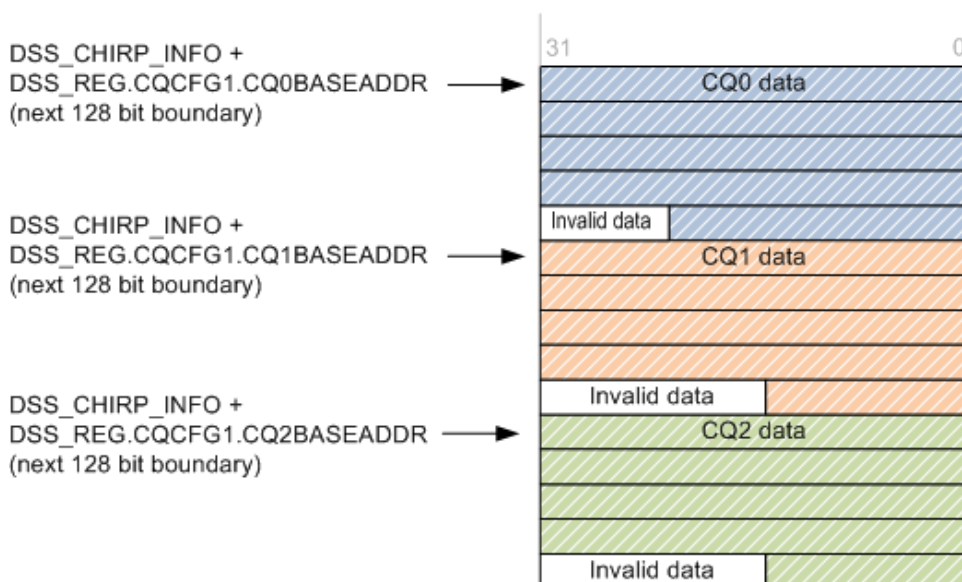 31 0
DSS_CHIRP_INFO +
DSS_REG.CQCFG1.CQ0BASEADDR
(next 128 bit boundary)
CQ0 data
Invalid data
DSS_CHIRP_INFO +
DSS_REG.CQCFG1.CQ1BASEADDR
(next 128 bit boundary)
CQ1 data
Invalid data
DSS_CHIRP_INFO +
DSS_REG.CQCFG1.CQ2BASEADDR
(next 128 bit boundary)
CQ2 data
Invalid data